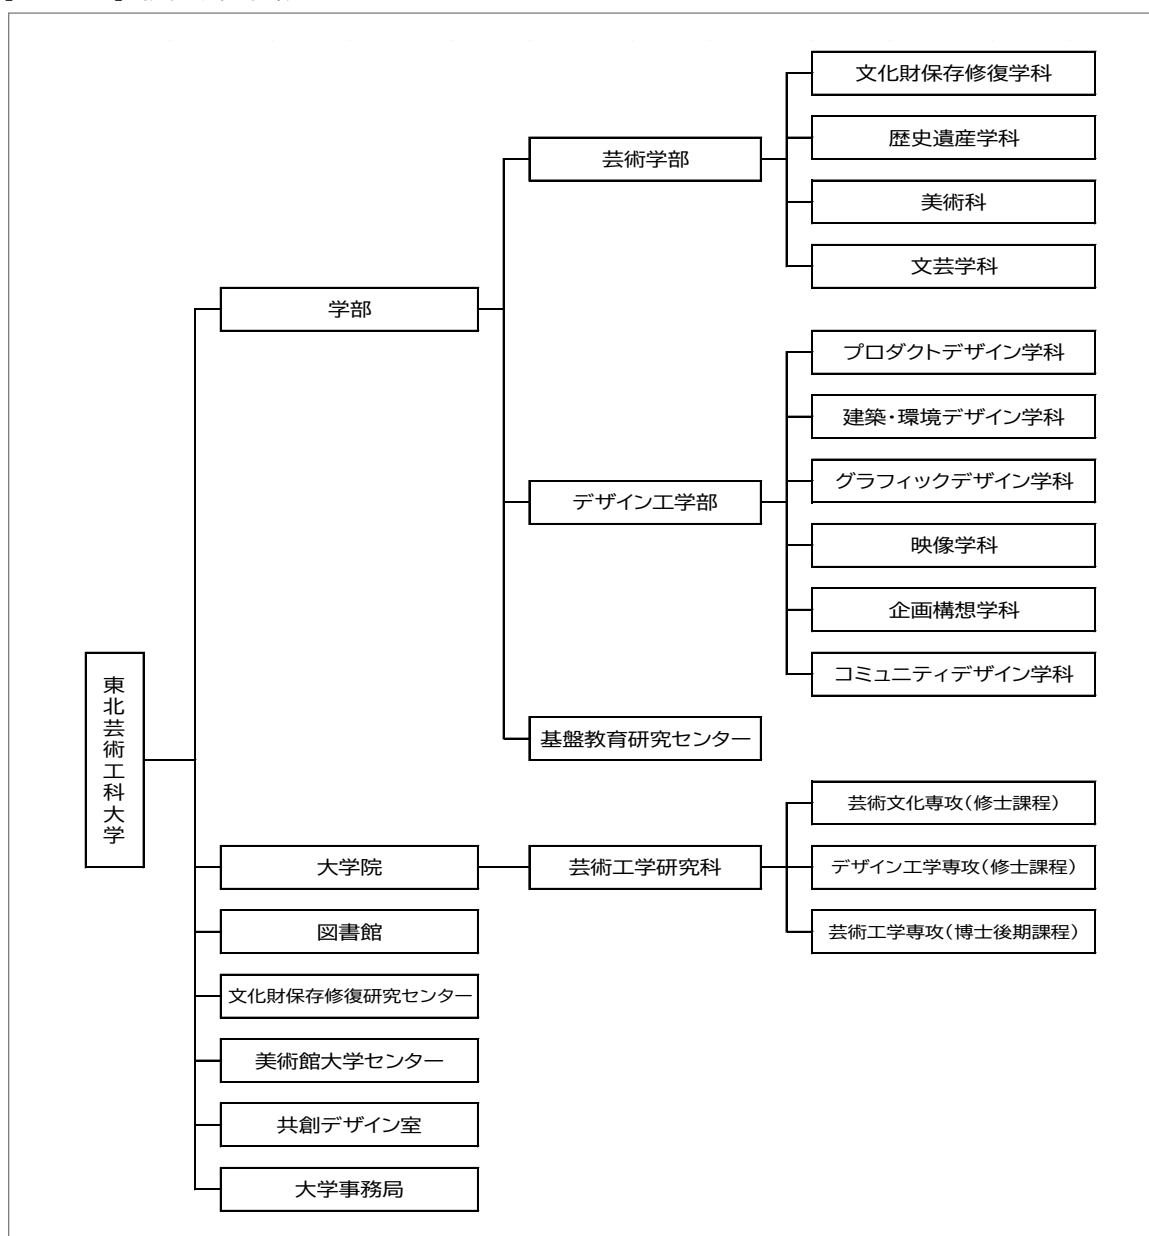 東北芸術工科大学
学部
芸術学部
文化財保存修復学科
歴史遺産学科
美術科
文芸学科
デザイン工学部
プロダクトデザイン学科
建築・環境デザイン学科
グラフィックデザイン学科
映像学科
企画構想学科
コミュニティデザイン学科
基盤教育研究センター
大学院
芸術工学研究科
芸術文化専攻(修士課程)
デザイン工学専攻(修士課程)
芸術工学専攻(博士後期課程)
図書館
文化財保存修復研究センター
美術館大学センター
共創デザイン室
大学事務局